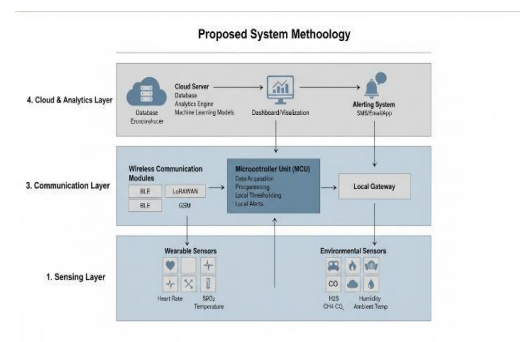 Proposed System Methoology
4. Cloud & Analytics Layer
Database
Cloud Server
Database
Analytics Engine
Machine Learning Models
Dashboard/Visulization
Alerting System
SMS/Email/App
3. Communication Layer
Wireless Communication
Modules
BLE
LoRAWAN
BLE
GSM
Microcontroller Unit (MCU)
Data Acquisition
Local Thresholding
Local Alerts
Local Gateway
1. Sensing Layer
Wearable Sensors
Heart Rate
SPO₂
Temperature
Environmental Sensors
CO
H2S
CH4 CO₂
Humidity
Ambient Temp